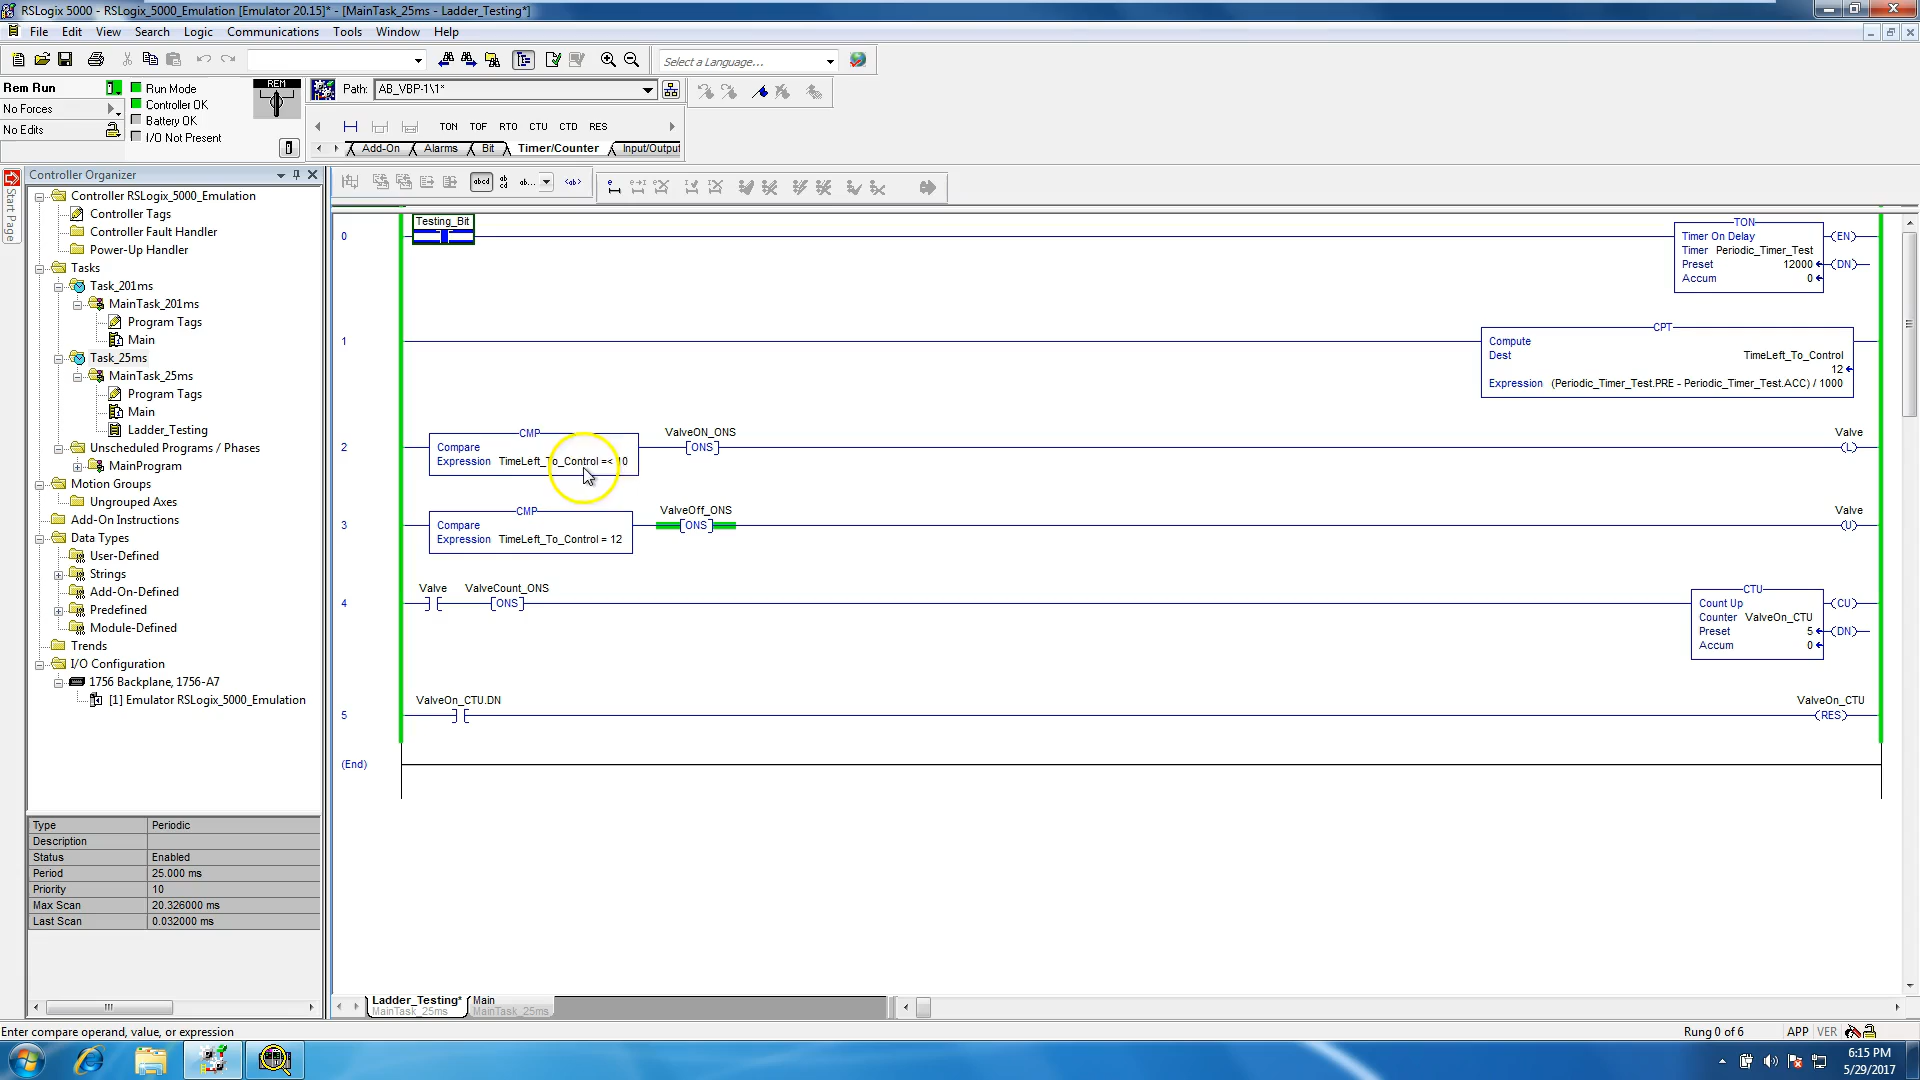 RSLogix 5000 - RSLogix_5000_Emulation [Emulator 20.15]* - [MainTask_25ms - Ladder_Testing*]
File Edit View Search Logic Communications Tools Window Help
Select a Language...
Rem Run
Run Mode
REM
Path: AB_VBP-1\1*
No Forces
Controller OK
Battery OK
No Edits
I/O Not Present
TON TOF RTO CTU CTD RES
Add-On Alarms Bit Timer/Counter Input/Output
Start Page
Controller Organizer
Controller RSLogix_5000_Emulation
Controller Tags
Controller Fault Handler
Power-Up Handler
Tasks
Task_201ms
MainTask_201ms
Program Tags
Main
Task_25ms
MainTask_25ms
Program Tags
Main
Ladder_Testing
Unscheduled Programs / Phases
MainProgram
Motion Groups
Ungrouped Axes
Add-On Instructions
Data Types
User-Defined
Strings
Add-On-Defined
Predefined
Module-Defined
Trends
I/O Configuration
1756 Backplane, 1756-A7
[1] Emulator RSLogix_5000_Emulation
Type Periodic
Description
Status Enabled
Period 25.000 ms
Priority 10
Max Scan 20.326000 ms
Last Scan 0.032000 ms
abcd ab cd ab...
0
Testing_Bit
TON
Timer On Delay
Timer Periodic_Timer_Test
Preset 12000
Accum 0
EN
DN
1
CPT
Compute
Dest TimeLeft_To_Control
12
Expression (Periodic_Timer_Test.PRE - Periodic_Timer_Test.ACC) / 1000
2
CMP
Compare
Expression TimeLeft_To_Control =< 10
ValveON_ONS
ONS
Valve
L
3
CMP
Compare
Expression TimeLeft_To_Control = 12
ValveOff_ONS
ONS
Valve
U
4
Valve
ValveCount_ONS
ONS
CTU
Count Up
Counter ValveOn_CTU
Preset 5
Accum 0
CU
DN
5
ValveOn_CTU.DN
ValveOn_CTU
RES
(End)
Ladder_Testing* Main
MainTask_25ms MainTask_25ms
Enter compare operand, value, or expression
Rung 0 of 6 APP VER
6:15 PM
5/29/2017